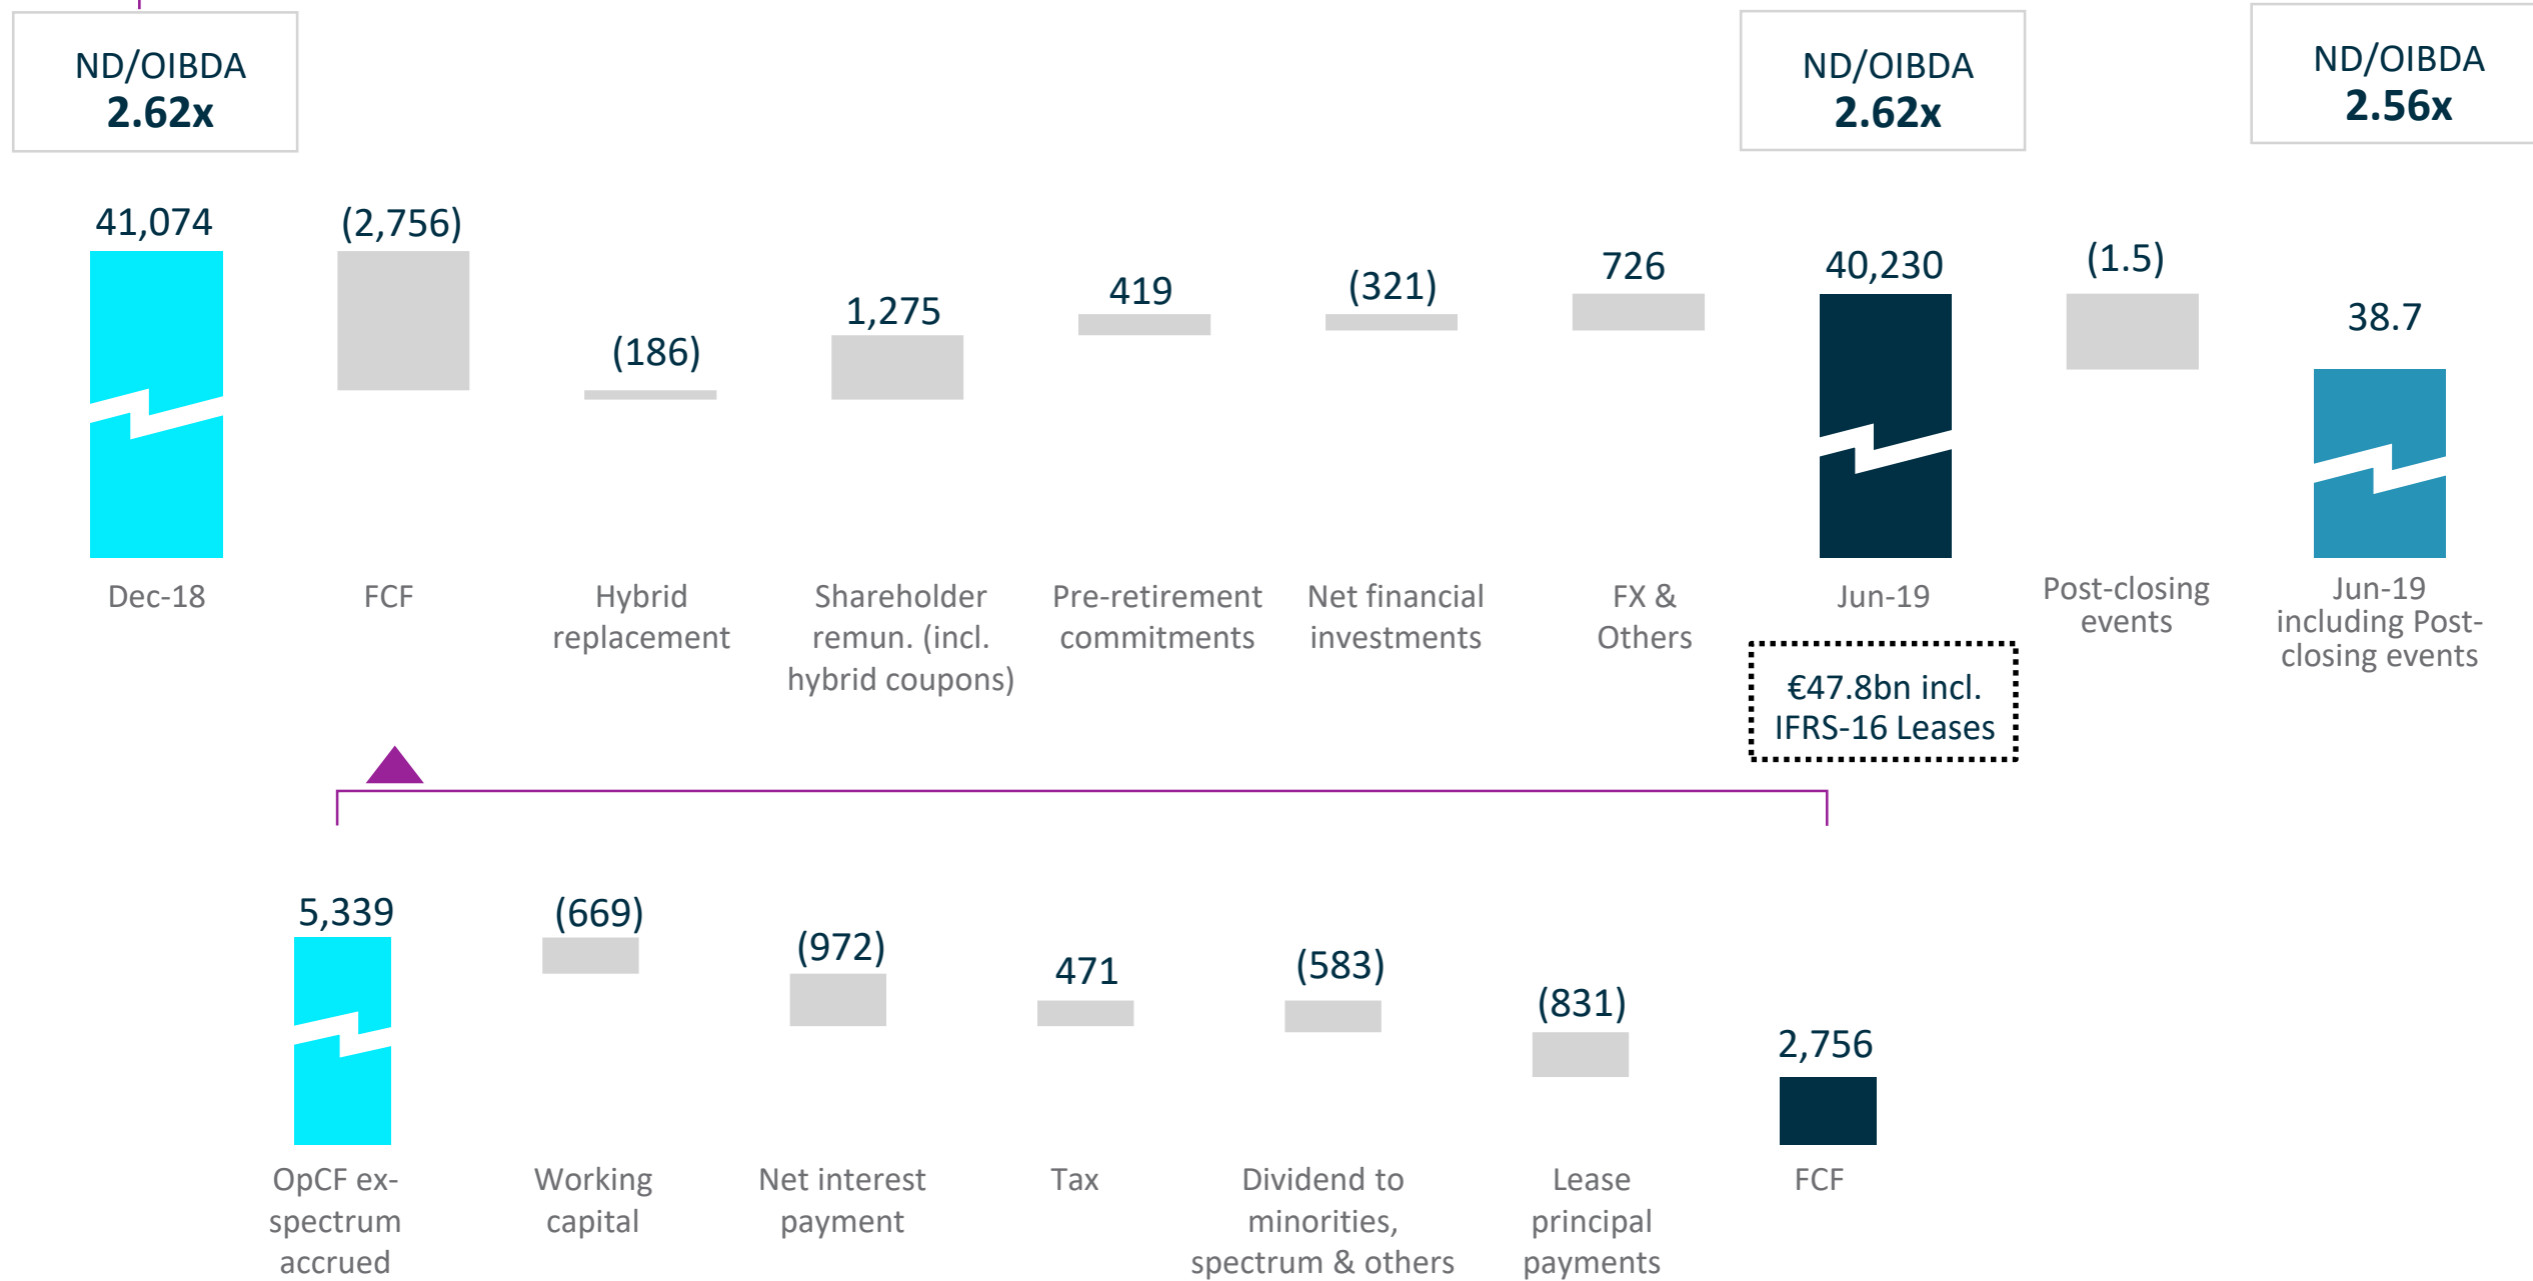 ND/OIBDA
2.62x
ND/OIBDA
2.62x
ND/OIBDA
2.56x
41,074
(2,756)
(186)
1,275
419
(321)
726
40,230
(1.5)
38.7
Dec-18
FCF
Hybrid
replacement
Shareholder
remun. (incl.
hybrid coupons)
Pre-retirement
commitments
Net financial
investments
FX &
Others
Jun-19
Post-closing
events
Jun-19
including Post-
closing events
€47.8bn incl.
IFRS-16 Leases
5,339
(669)
(972)
471
(583)
(831)
2,756
OpCF ex-
spectrum
accrued
Working
capital
Net interest
payment
Tax
Dividend to
minorities,
spectrum & others
Lease
principal
payments
FCF